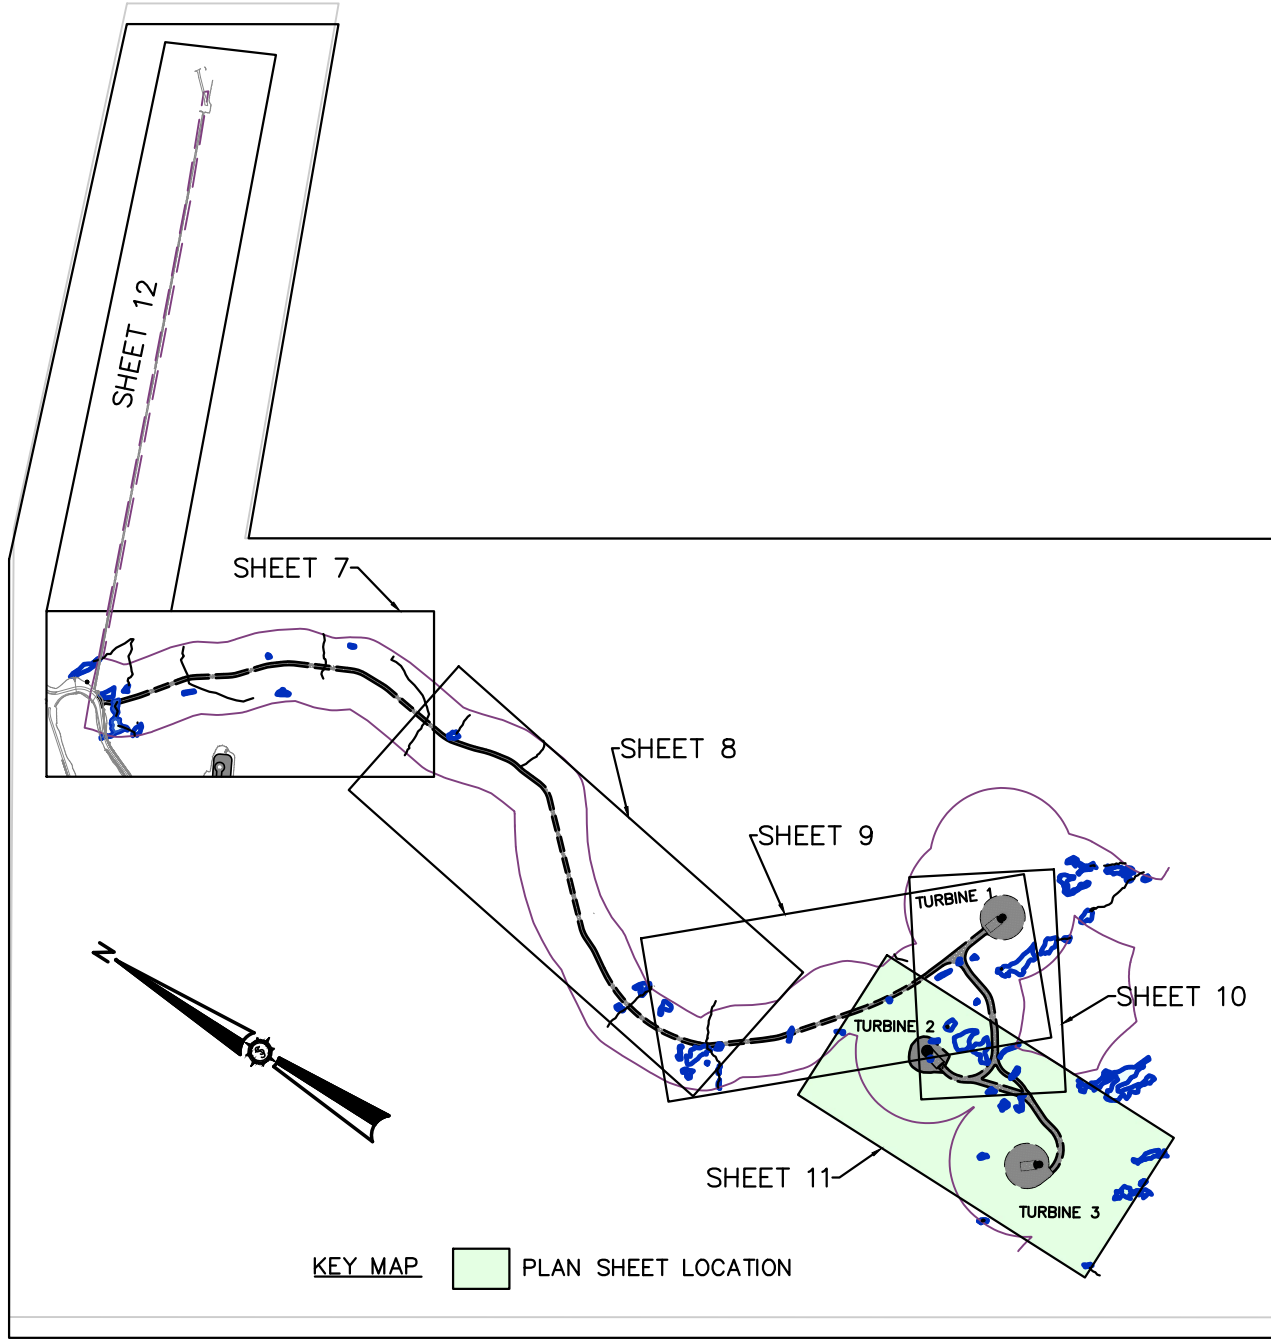 SHEET 12
SHEET 7
SHEET 8
SHEET 9
TURBINE 1
SHEET 10
TURBINE 2
SHEET 11
TURBINE 3
N
KEY MAP
PLAN SHEET LOCATION